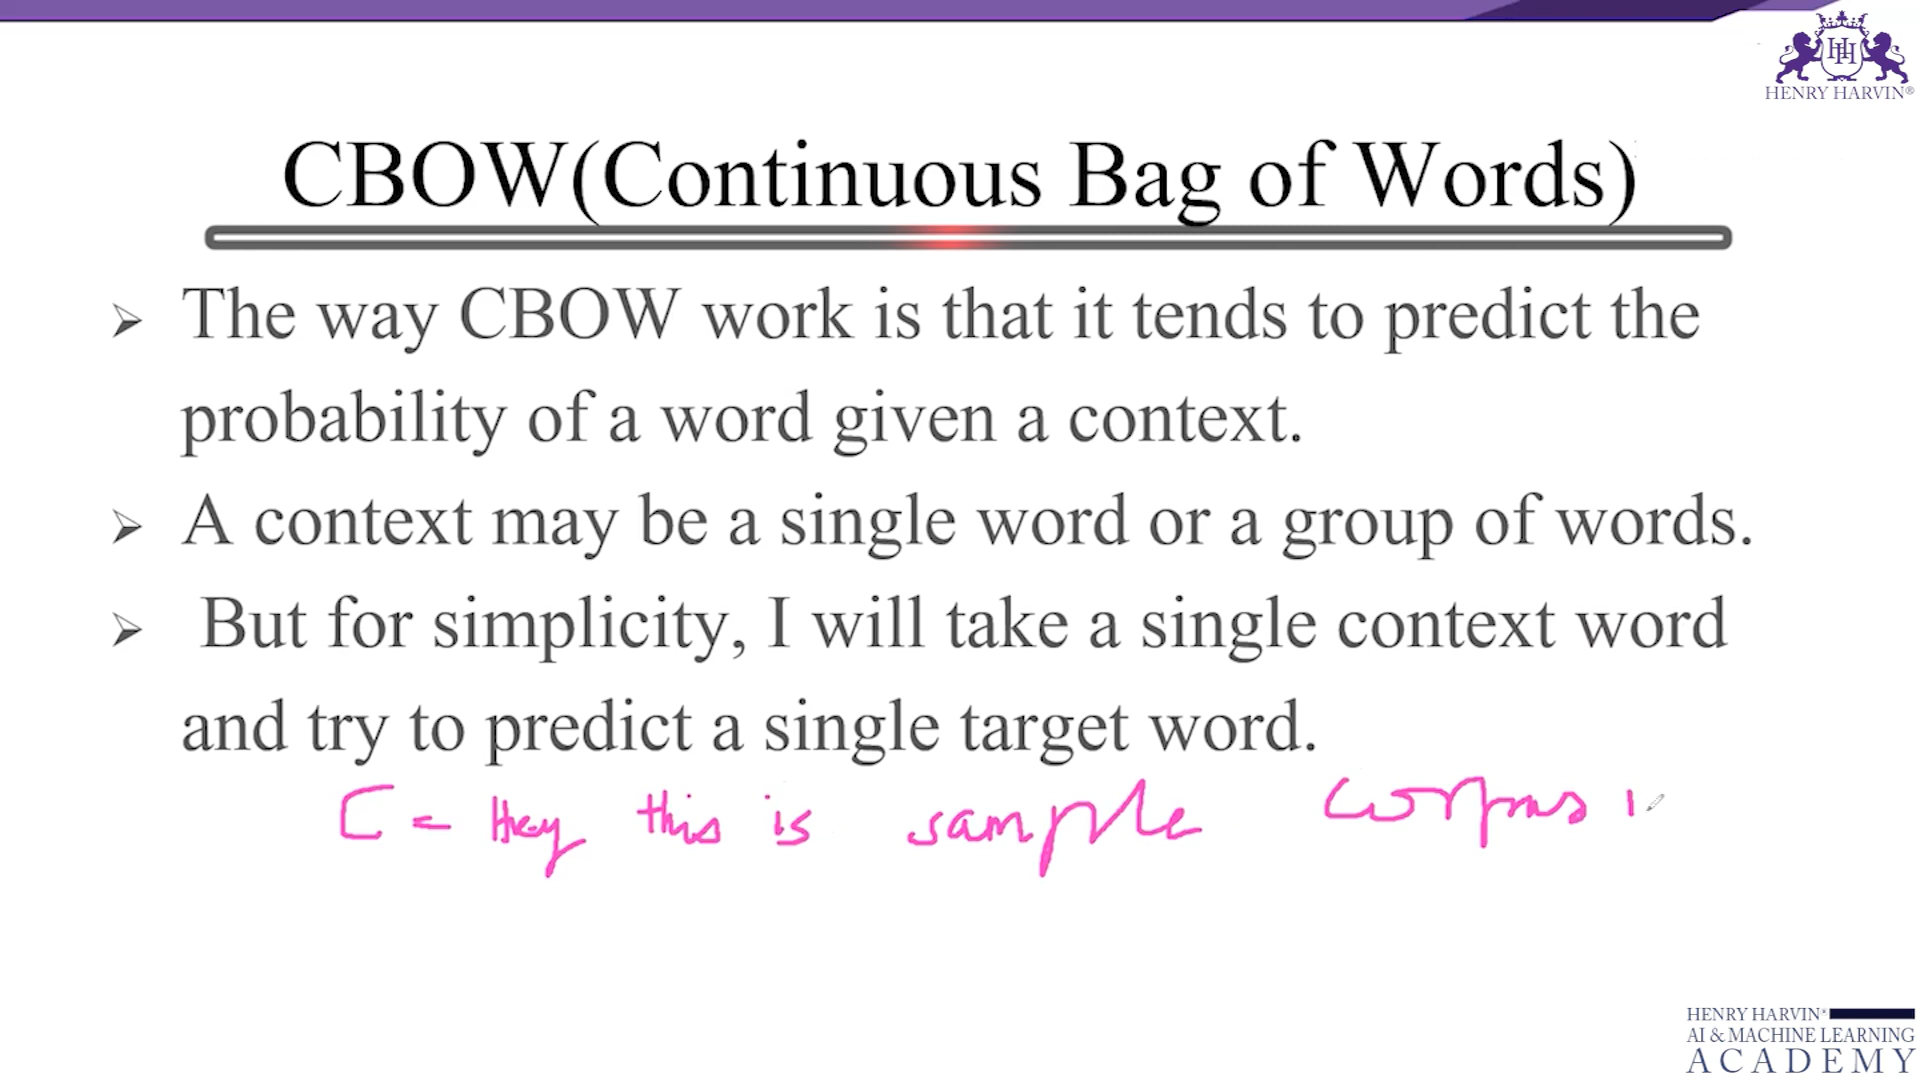 HENRY HARVIN®
CBOW(Continuous Bag of Words)
➢ The way CBOW work is that it tends to predict the
probability of a word given a context.
➢ A context may be a single word or a group of words.
➢ But for simplicity, I will take a single context word
and try to predict a single target word.
C = Hey this is sample corpus
HENRY HARVIN®
AI & MACHINE LEARNING
ACADEMY